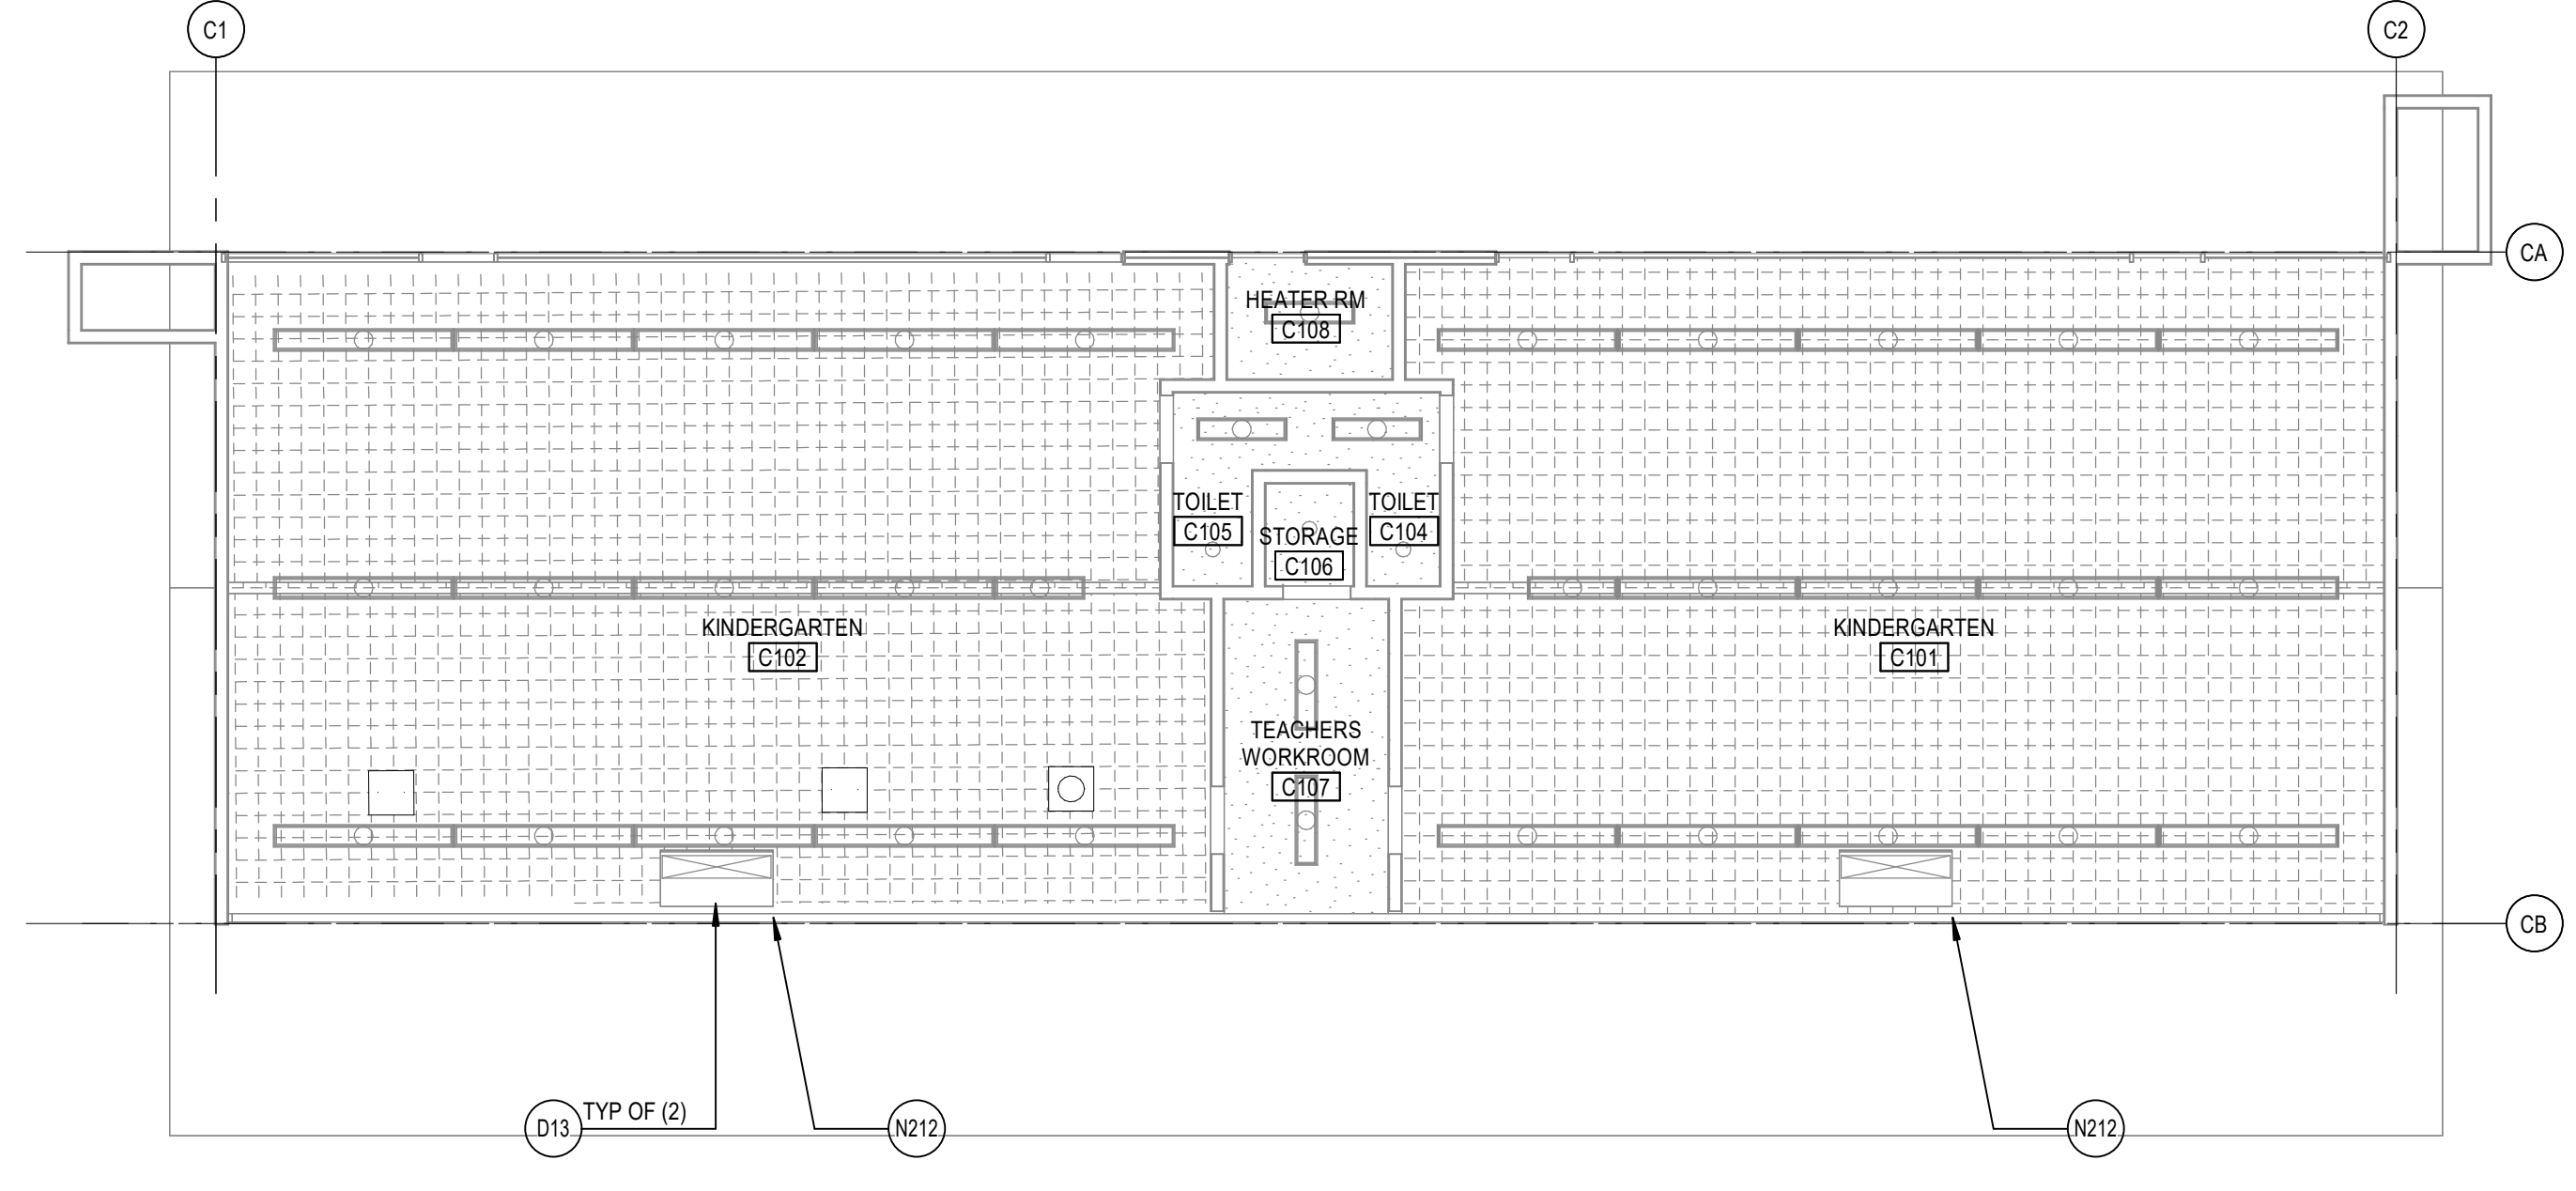 C1
C2
CA
HEATER RM
C108
TOILET
C105
TOILET
C104
STORAGE
C106
KINDERGARTEN
C102
KINDERGARTEN
C101
TEACHERS
WORKROOM
C107
CB
D13
TYP OF (2)
N212
N212